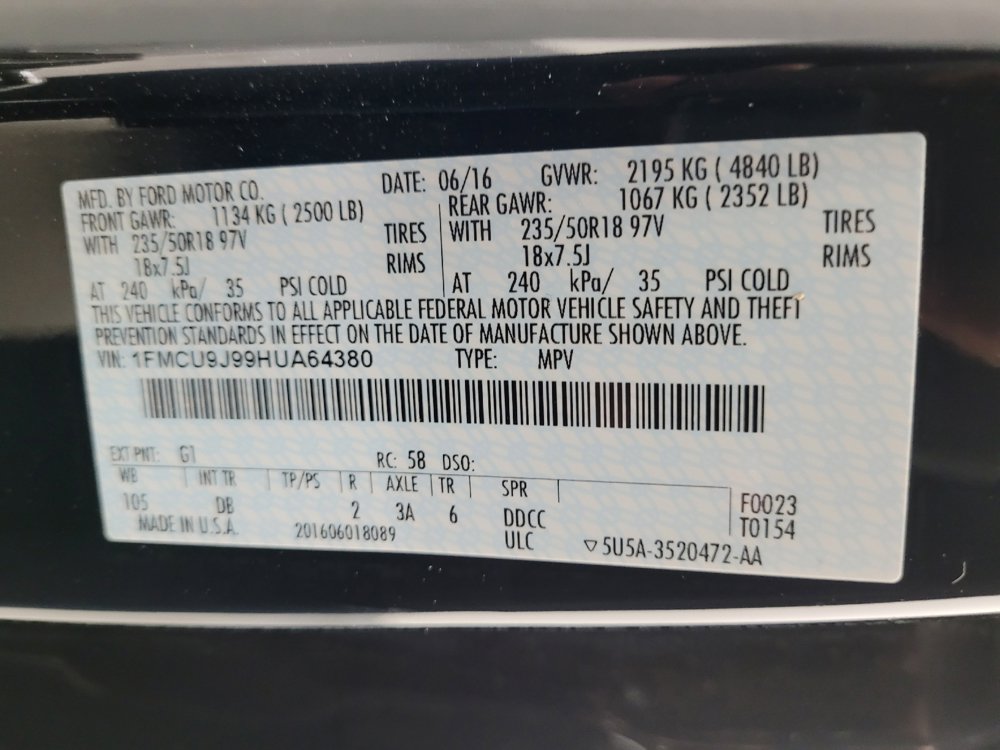 MFD. BY FORD MOTOR CO. DATE: 06/16 GVWR: 2195 KG ( 4840 LB)
FRONT GAWR: 1134 KG ( 2500 LB) REAR GAWR: 1067 KG ( 2352 LB)
WITH 235/50R18 97V TIRES WITH 235/50R18 97V TIRES
18x7.5J RIMS 18x7.5J RIMS
AT 240 kPa/ 35 PSI COLD AT 240 kPa/ 35 PSI COLD
THIS VEHICLE CONFORMS TO ALL APPLICABLE FEDERAL MOTOR VEHICLE SAFETY AND THEFT
PREVENTION STANDARDS IN EFFECT ON THE DATE OF MANUFACTURE SHOWN ABOVE.
VIN: 1FMCU9J99HUA64380 TYPE: MPV
EXT PNT: G1 RC: 58 DSO:
WB INT TR TP/PS R AXLE TR SPR
105 DB 2 3A 6 DDCC F0023
MADE IN U.S.A. 201606018089 ULC T0154
▽5U5A-3520472-AA